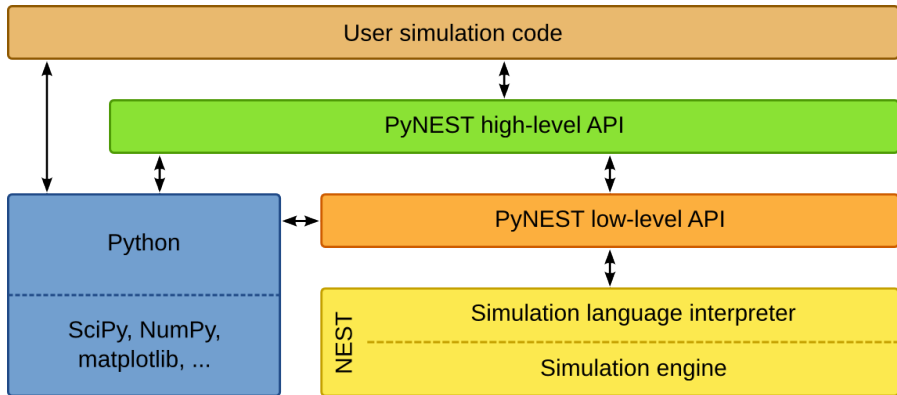 User simulation code
PyNEST high-level API
Python
PyNEST low-level API
SciPy, NumPy,
matplotlib, ...
NEST
Simulation language interpreter
Simulation engine